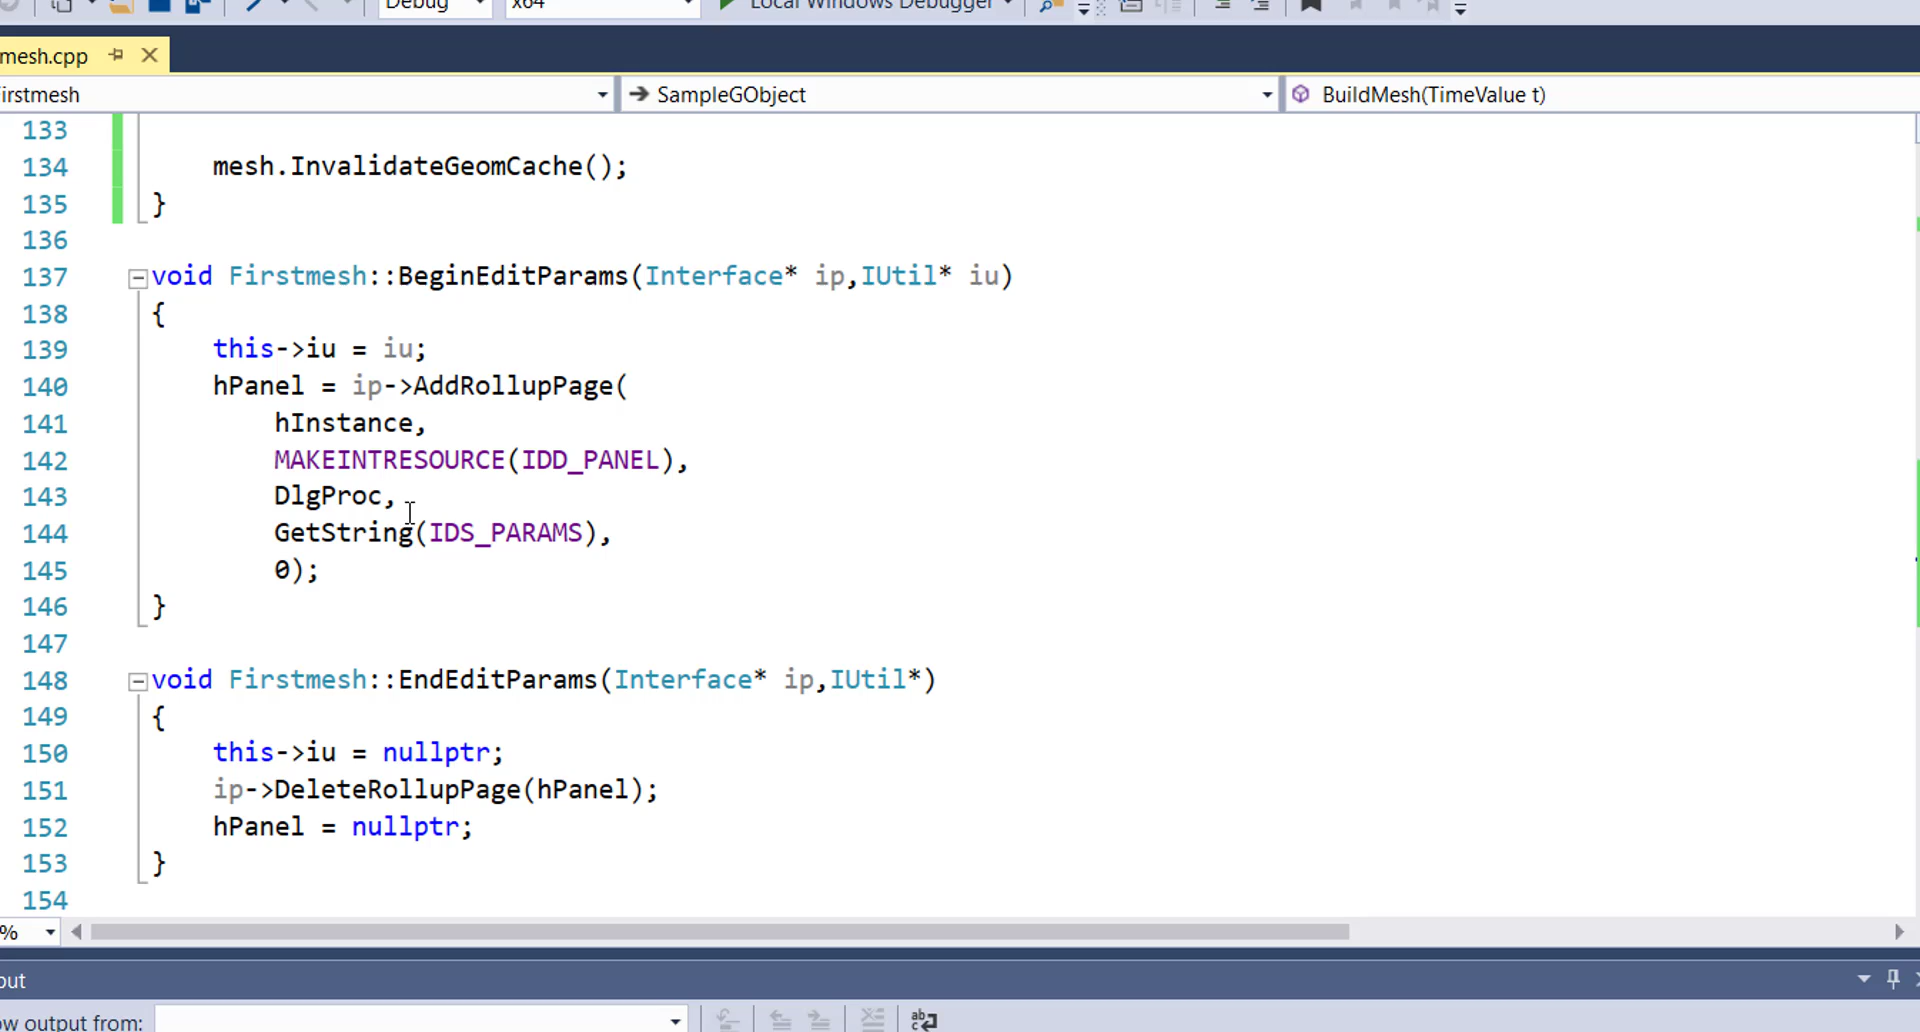 Debug x64 Local Windows Debugger
mesh.cpp
irstmesh SampleGObject BuildMesh(TimeValue t)
133
134 mesh.InvalidateGeomCache();
135 }
136
137 void Firstmesh::BeginEditParams(Interface* ip,IUtil* iu)
138 {
139 this->iu = iu;
140 hPanel = ip->AddRollupPage(
141 hInstance,
142 MAKEINTRESOURCE(IDD_PANEL),
143 DlgProc,
144 GetString(IDS_PARAMS),
145 0);
146 }
147
148 void Firstmesh::EndEditParams(Interface* ip,IUtil*)
149 {
150 this->iu = nullptr;
151 ip->DeleteRollupPage(hPanel);
152 hPanel = nullptr;
153 }
154
%
put
ow output from: